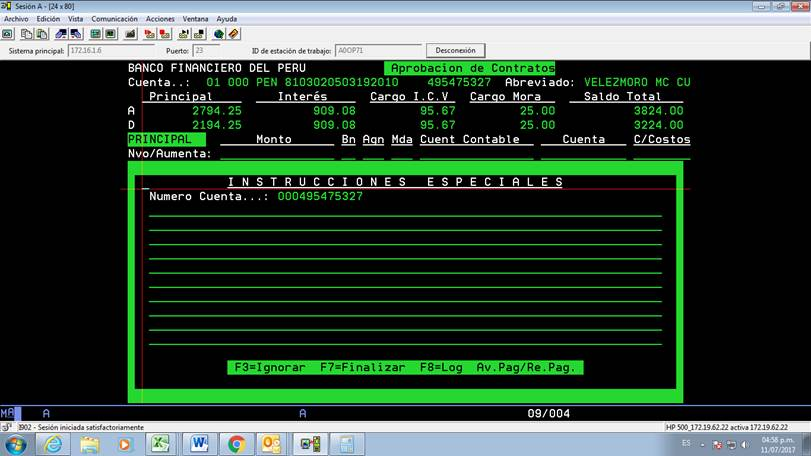 Sesión A - [24 x 80]
Archivo Edición Vista Comunicación Acciones Ventana Ayuda
Sistema principal: 172.16.1.6 Puerto: 23 ID de estación de trabajo: A0OP71 Desconexión
BANCO FINANCIERO DEL PERU Aprobacion de Contratos
Cuenta..: 01 000 PEN 8103020503192010 495475327 Abreviado: VELEZMORO MC CU
Principal Interés Cargo I.C.V Cargo Mora Saldo Total
A 2794.25 909.08 95.67 25.00 3824.00
D 2194.25 909.08 95.67 25.00 3224.00
PRINCIPAL Monto Bn Agn Mda Cuent Contable Cuenta C/Costos
Nvo/Aumenta:
I N S T R U C C I O N E S E S P E C I A L E S
Numero Cuenta...: 000495475327
F3=Ignorar F7=Finalizar F8=Log Av.Pag/Re.Pag.
MA A A 09/004
I902 - Sesión iniciada satisfactoriamente HP 500_172.19.62.22 activa 172.19.62.22
ES 04:58 p.m.
11/07/2017